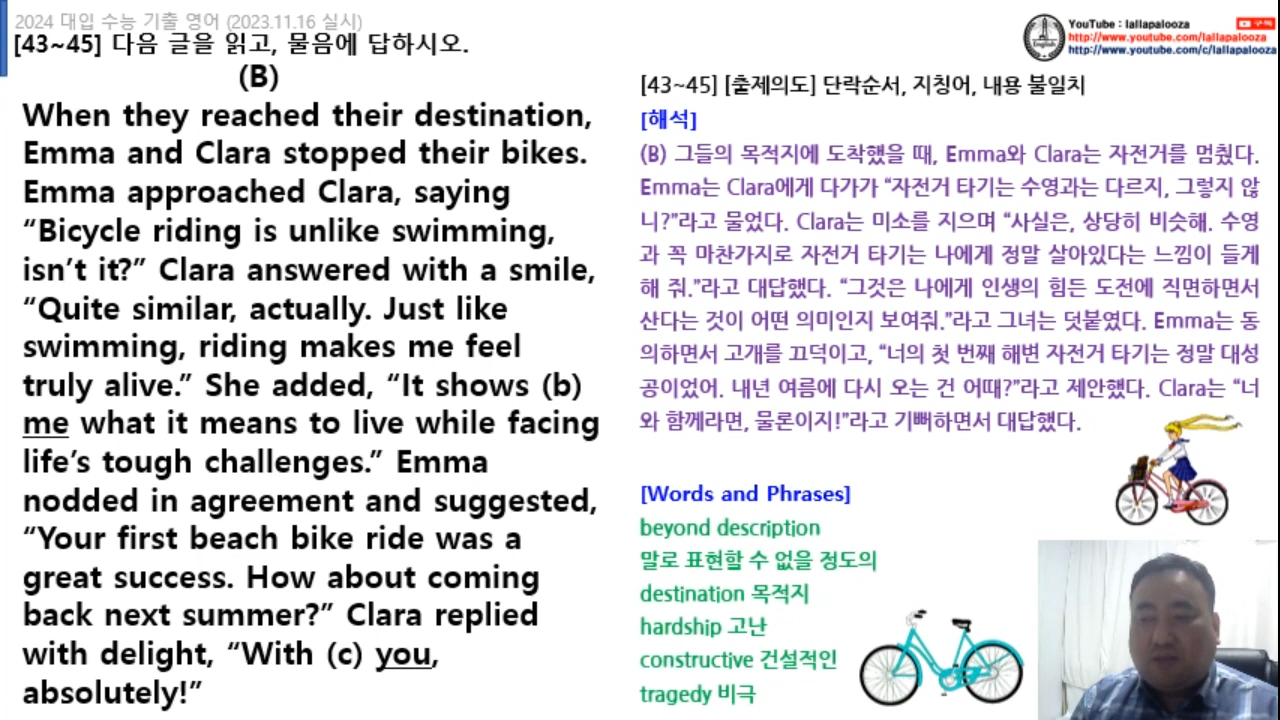 2024 대입 수능 기출 영어 (2023.11.16 실시)
[43~45] 다음 글을 읽고, 물음에 답하시오.
(B)
When they reached their destination,
Emma and Clara stopped their bikes.
Emma approached Clara, saying
“Bicycle riding is unlike swimming,
isn’t it?” Clara answered with a smile,
“Quite similar, actually. Just like
swimming, riding makes me feel
truly alive.” She added, “It shows (b)
me what it means to live while facing
life’s tough challenges.” Emma
nodded in agreement and suggested,
“Your first beach bike ride was a
great success. How about coming
back next summer?” Clara replied
with delight, “With (c) you,
absolutely!”
YouTube : lallapalooza
구독
http://www.youtube.com/lallapalooza
http://www.youtube.com/c/lallapalooza
English
[43~45] [출제의도] 단락순서, 지칭어, 내용 불일치
[해석]
(B) 그들의 목적지에 도착했을 때, Emma와 Clara는 자전거를 멈췄다.
Emma는 Clara에게 다가가 “자전거 타기는 수영과는 다르지, 그렇지 않
니?”라고 물었다. Clara는 미소를 지으며 “사실은, 상당히 비슷해. 수영
과 꼭 마찬가지로 자전거 타기는 나에게 정말 살아있다는 느낌이 들게
해 줘.”라고 대답했다. “그것은 나에게 인생의 힘든 도전에 직면하면서
산다는 것이 어떤 의미인지 보여줘.”라고 그녀는 덧붙였다. Emma는 동
의하면서 고개를 끄덕이고, “너의 첫 번째 해변 자전거 타기는 정말 대성
공이었어. 내년 여름에 다시 오는 건 어때?”라고 제안했다. Clara는 “너
와 함께라면, 물론이지!”라고 기뻐하면서 대답했다.
[Words and Phrases]
beyond description
말로 표현할 수 없을 정도의
destination 목적지
hardship 고난
constructive 건설적인
tragedy 비극